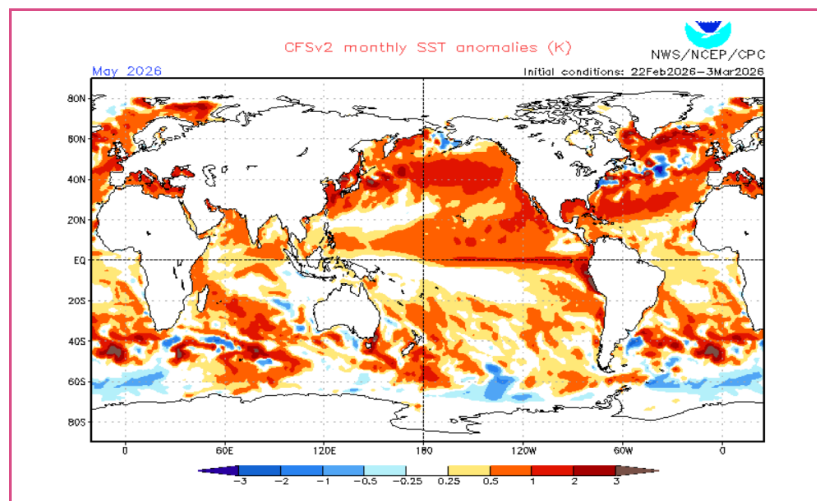 CFSv2 monthly SST anomalies (K)
NWS/NCEP/CPC
May 2026
Initial conditions: 22Feb2026-3Mar2026
80N
60N
40N
20N
EQ
20S
40S
60S
80S
0 60E 120E 180 120W 60W 0
-3 -2 -1 -0.5 -0.25 0.25 0.5 1 2 3